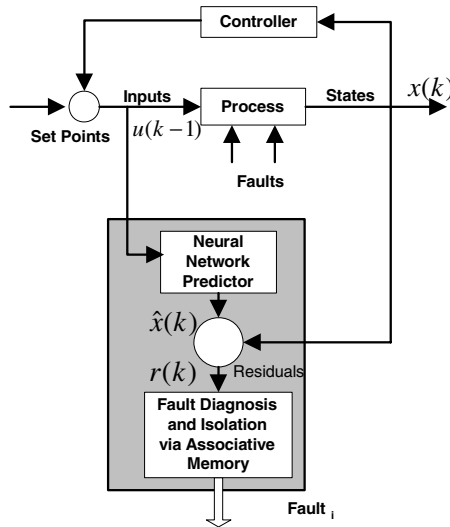 Controller
Inputs
Process
States
x(k)
Set Points
u(k−1)
Faults
Neural
Network
Predictor
x̂(k)
r(k)
Residuals
Fault Diagnosis
and Isolation
via Associative
Memory
Fault i